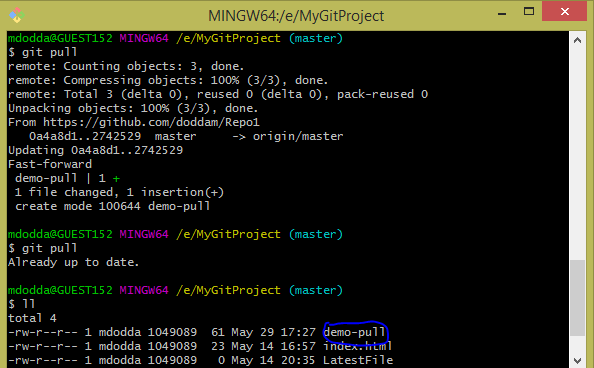 MINGW64:/e/MyGitProject
mdodda@GUEST152 MINGW64 /e/MyGitProject (master)
$ git pull
remote: Counting objects: 3, done.
remote: Compressing objects: 100% (3/3), done.
remote: Total 3 (delta 0), reused 0 (delta 0), pack-reused 0
Unpacking objects: 100% (3/3), done.
From https://github.com/doddam/Repo1
   0a4a8d1..2742529  master     -> origin/master
Updating 0a4a8d1..2742529
Fast-forward
 demo-pull | 1 +
 1 file changed, 1 insertion(+)
 create mode 100644 demo-pull
mdodda@GUEST152 MINGW64 /e/MyGitProject (master)
$ git pull
Already up to date.
mdodda@GUEST152 MINGW64 /e/MyGitProject (master)
$ ll
total 4
-rw-r--r-- 1 mdodda 1049089  61 May 29 17:27 demo-pull
-rw-r--r-- 1 mdodda 1049089  23 May 14 16:57 index.html
-rw-r--r-- 1 mdodda 1049089   0 May 14 20:35 LatestFile